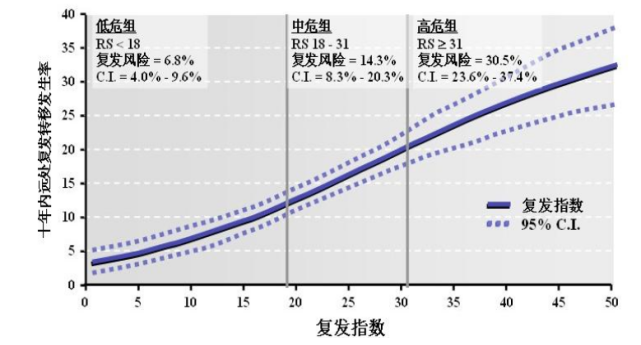 低危组
RS < 18
复发风险 = 6.8%
C.I. = 4.0% - 9.6%
中危组
RS 18 - 31
复发风险 = 14.3%
C.I. = 8.3% - 20.3%
高危组
RS ≥ 31
复发风险 = 30.5%
C.I. = 23.6% - 37.4%
十年内远处复发转移发生率
40
35
30
25
20
15
10
5
0
复发指数
95% C.I.
0 5 10 15 20 25 30 35 40 45 50
复发指数